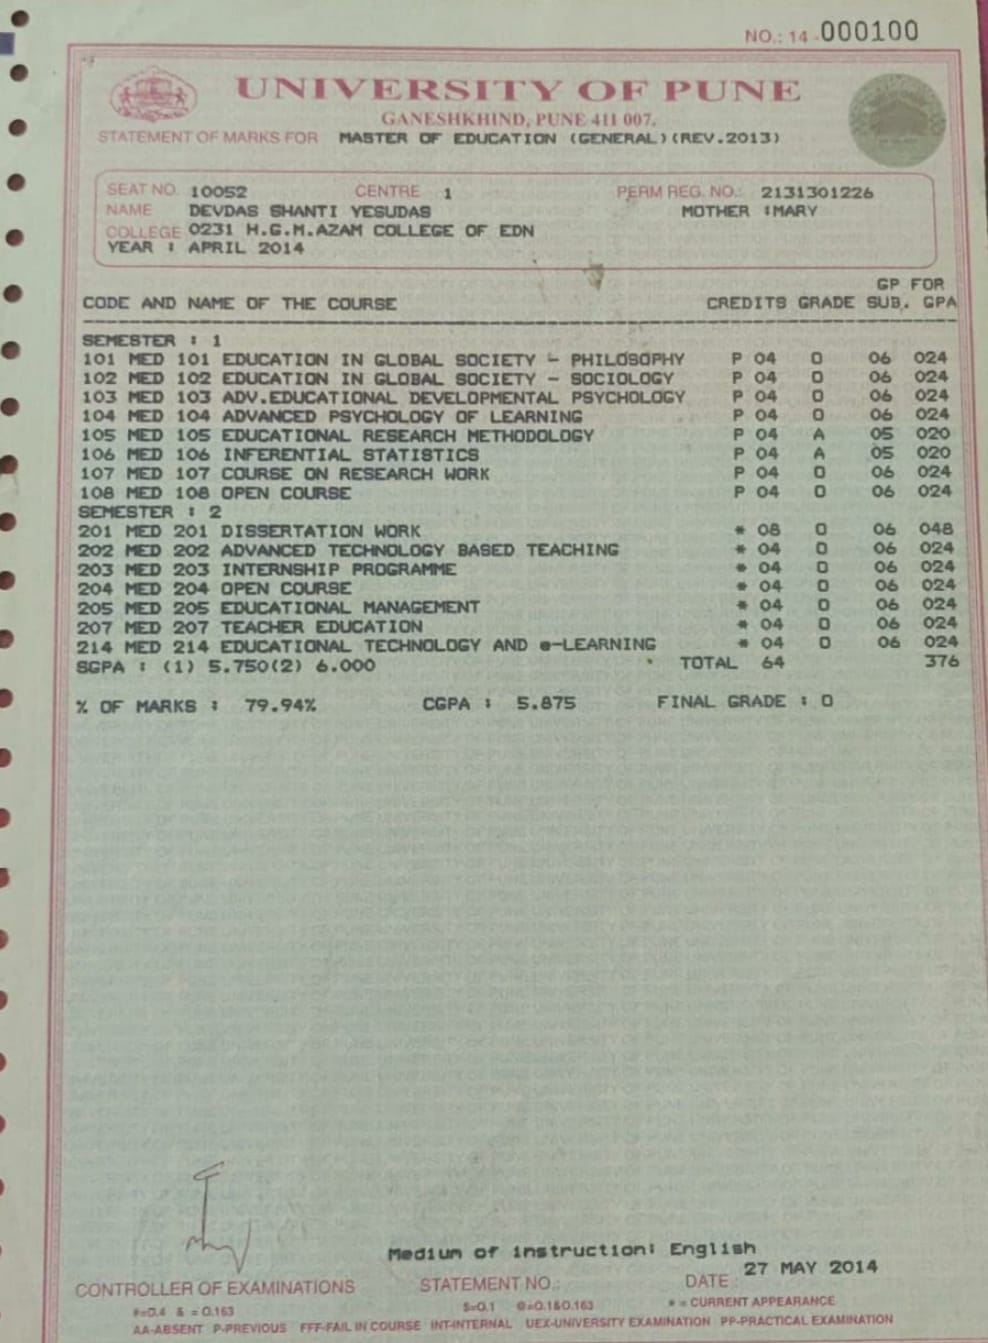 NO.: 14 -000100
UNIVERSITY OF PUNE
GANESHKHIND, PUNE 411 007.
STATEMENT OF MARKS FOR MASTER OF EDUCATION (GENERAL)(REV.2013)
SEAT NO. 10052 CENTRE 1 PERM REG. NO.: 2131301226
NAME DEVDAS SHANTI YESUDAS MOTHER :MARY
COLLEGE 0231 H.G.M.AZAM COLLEGE OF EDN
YEAR : APRIL 2014
GP FOR
CODE AND NAME OF THE COURSE CREDITS GRADE SUB. GPA
SEMESTER : 1
101 MED 101 EDUCATION IN GLOBAL SOCIETY - PHILOSOPHY P 04 O 06 024
102 MED 102 EDUCATION IN GLOBAL SOCIETY - SOCIOLOGY P 04 O 06 024
103 MED 103 ADV.EDUCATIONAL DEVELOPMENTAL PSYCHOLOGY P 04 O 06 024
104 MED 104 ADVANCED PSYCHOLOGY OF LEARNING P 04 O 06 024
105 MED 105 EDUCATIONAL RESEARCH METHODOLOGY P 04 A 05 020
106 MED 106 INFERENTIAL STATISTICS P 04 A 05 020
107 MED 107 COURSE ON RESEARCH WORK P 04 O 06 024
108 MED 108 OPEN COURSE P 04 O 06 024
SEMESTER : 2
201 MED 201 DISSERTATION WORK * 08 O 06 048
202 MED 202 ADVANCED TECHNOLOGY BASED TEACHING * 04 O 06 024
203 MED 203 INTERNSHIP PROGRAMME * 04 O 06 024
204 MED 204 OPEN COURSE * 04 O 06 024
205 MED 205 EDUCATIONAL MANAGEMENT * 04 O 06 024
207 MED 207 TEACHER EDUCATION * 04 O 06 024
214 MED 214 EDUCATIONAL TECHNOLOGY AND e-LEARNING * 04 O 06 024
SGPA : (1) 5.750(2) 6.000 TOTAL 64 376
% OF MARKS : 79.94% CGPA : 5.875 FINAL GRADE : O
Medium of instruction: English
27 MAY 2014
CONTROLLER OF EXAMINATIONS STATEMENT NO.: DATE :
#=0.4 & = 0.163 $=0.1 @=0.1&0.163 * = CURRENT APPEARANCE
AA-ABSENT P-PREVIOUS FFF-FAIL IN COURSE INT-INTERNAL UEX-UNIVERSITY EXAMINATION PP-PRACTICAL EXAMINATION